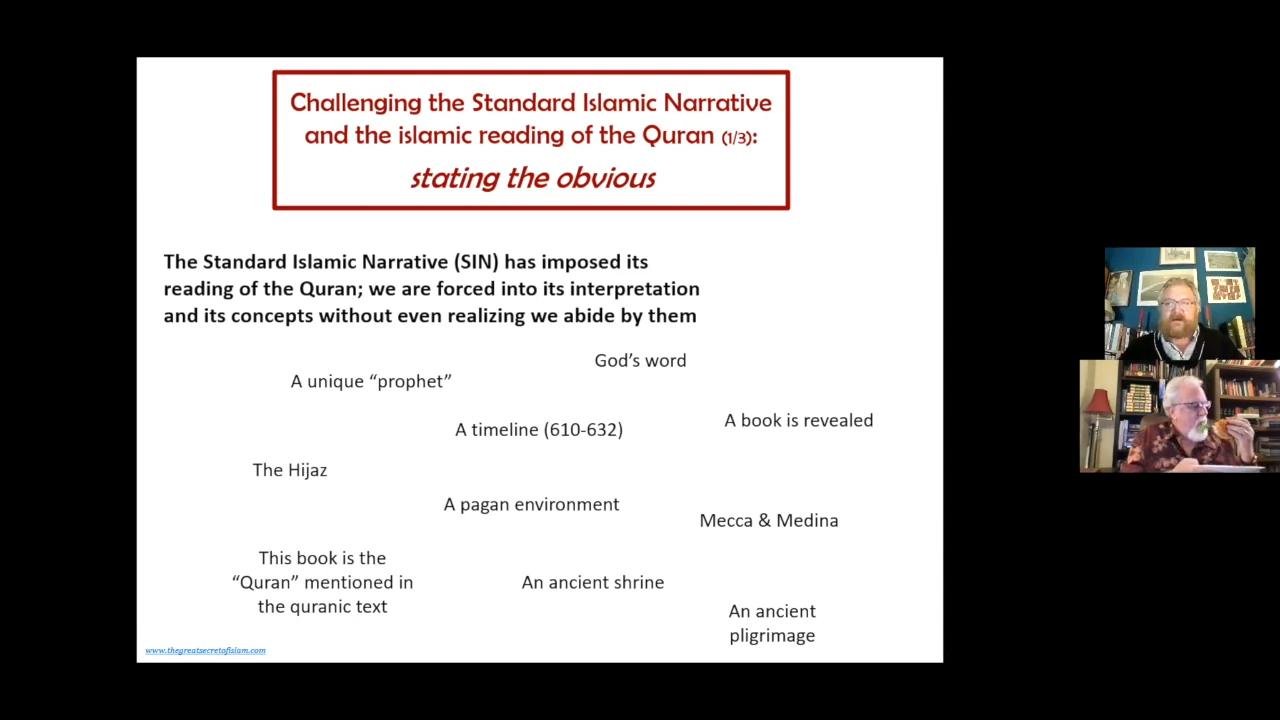 Challenging the Standard Islamic Narrative
and the islamic reading of the Quran (1/3):
stating the obvious
The Standard Islamic Narrative (SIN) has imposed its
reading of the Quran; we are forced into its interpretation
and its concepts without even realizing we abide by them
God’s word
A unique “prophet”
A book is revealed
A timeline (610-632)
The Hijaz
A pagan environment
Mecca & Medina
This book is the
“Quran” mentioned in
the quranic text
An ancient shrine
An ancient
pligrimage
www.thegreatsecretofislam.com